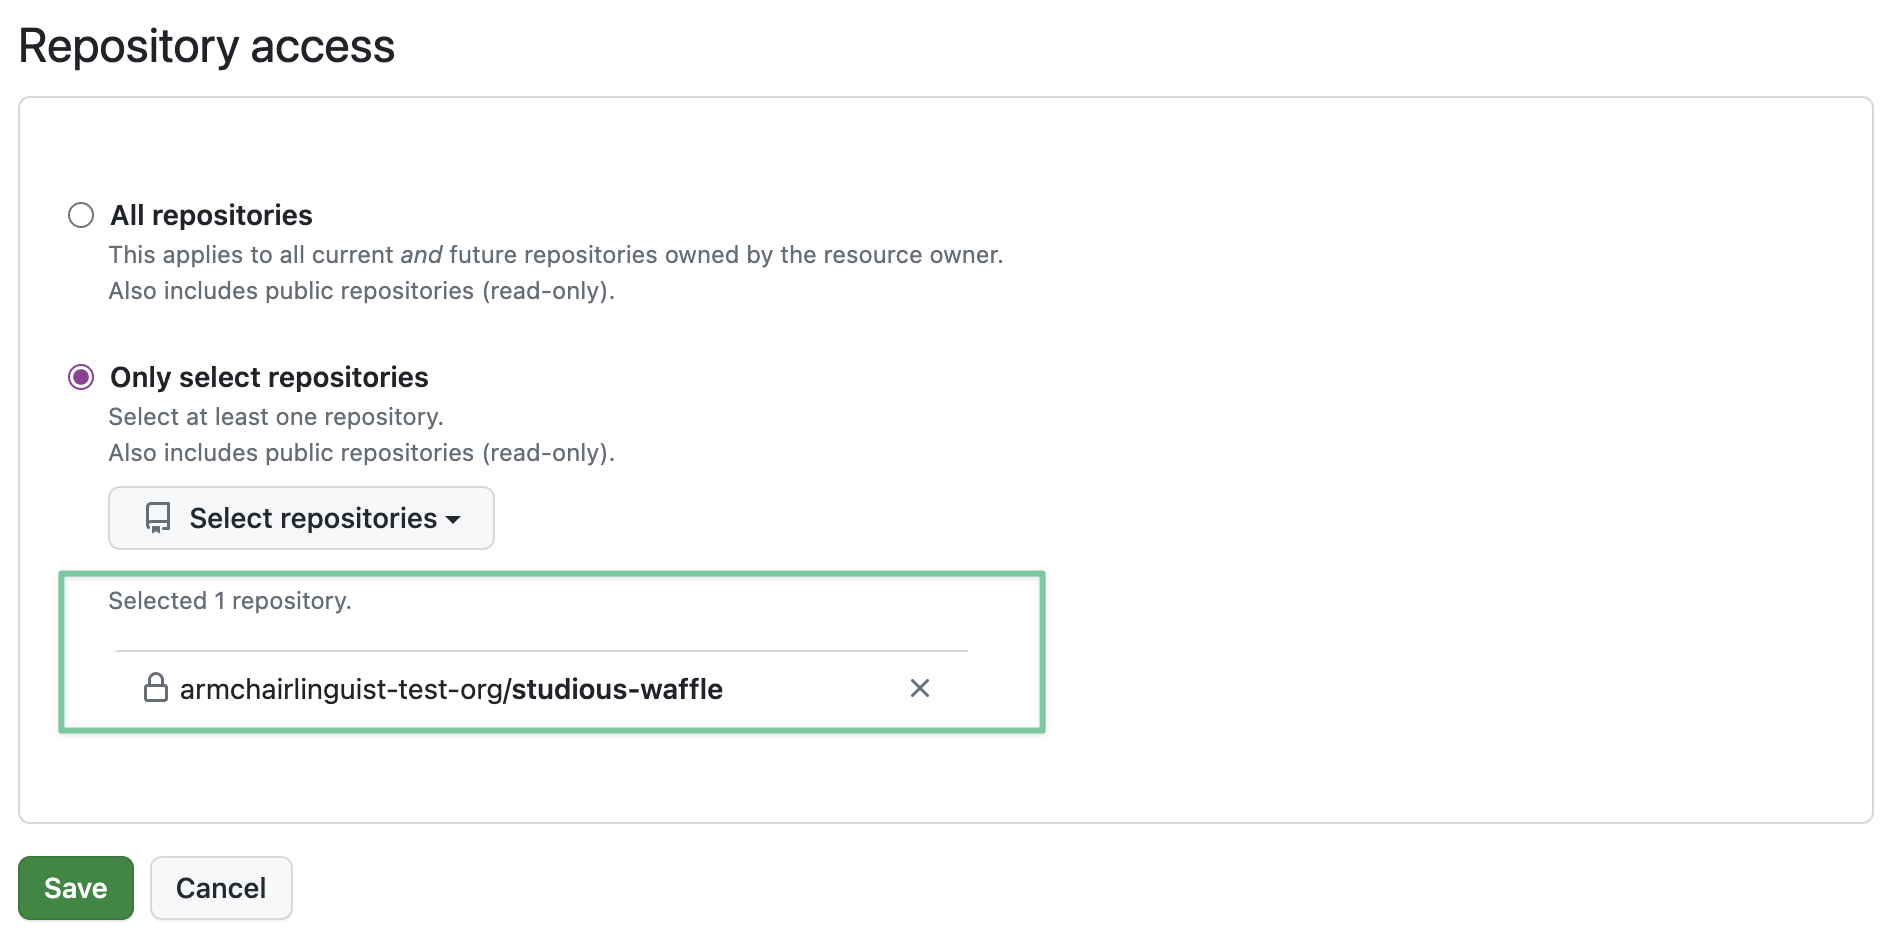 Repository access
All repositories
This applies to all current and future repositories owned by the resource owner.
Also includes public repositories (read-only).
Only select repositories
Select at least one repository.
Also includes public repositories (read-only).
Select repositories
Selected 1 repository.
armchairlinguist-test-org/studious-waffle
Save Cancel